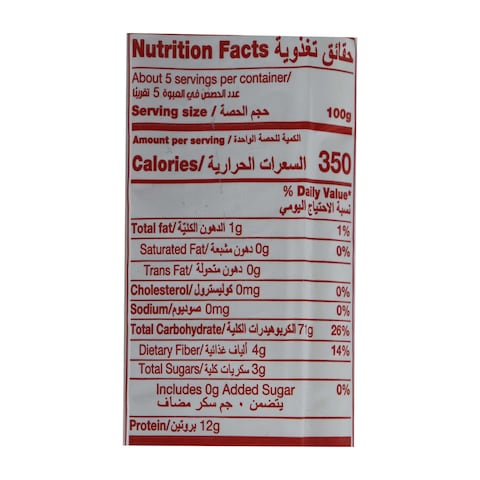 Nutrition Facts حقائق تغذوية
About 5 servings per container/
عدد الحصص في العبوة 5 تقريبًا
Serving size / حجم الحصة 100g
Amount per serving / الكمية للحصة الواحدة
Calories/ السعرات الحرارية 350
% Daily Value*
نسبة الاحتياج اليومي
Total fat/ الدهون الكلية 1g 1%
Saturated Fat/ دهون مشبعة 0g 0%
Trans Fat/ دهون متحولة 0g
Cholesterol/ كوليسترول 0mg 0%
Sodium/ صوديوم 0mg 0%
Total Carbohydrate/ الكربوهيدرات الكلية 71g 26%
Dietary Fiber/ ألياف غذائية 4g 14%
Total Sugars/ سكريات كلية 3g
Includes 0g Added Sugar 0%
يتضمن ٠ جم سكر مضاف
Protein/ بروتين 12g